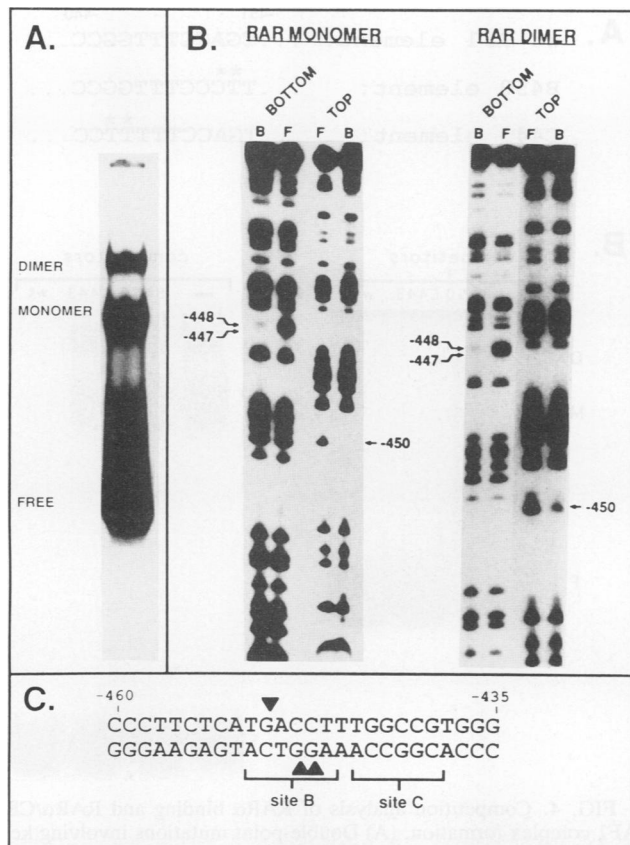 A.
B.
RAR MONOMER
RAR DIMER
BOTTOM
TOP
BOTTOM
TOP
B F F B
B F
DIMER
MONOMER
FREE
-448
-447
-450
-448
-447
-450
C.
-460
-435
CCCTTCTCATGACCTTTGGCCGTGGG
GGGAAGAGTACTGGAAACCGGCACCC
site B
site C